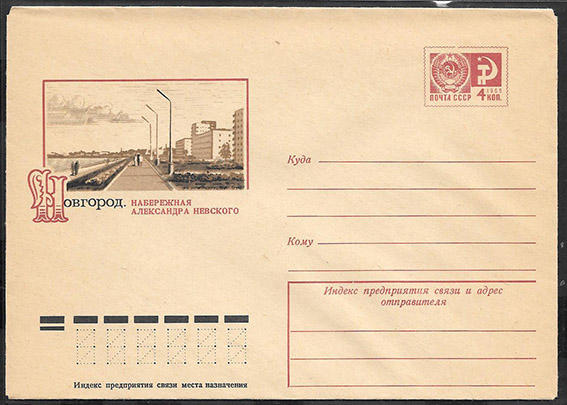 1966
ПОЧТА СССР 4 КОП.
Новгород. НАБЕРЕЖНАЯ
АЛЕКСАНДРА НЕВСКОГО
Куда
Кому
Индекс предприятия связи и адрес
отправителя
Индекс предприятия связи места назначения